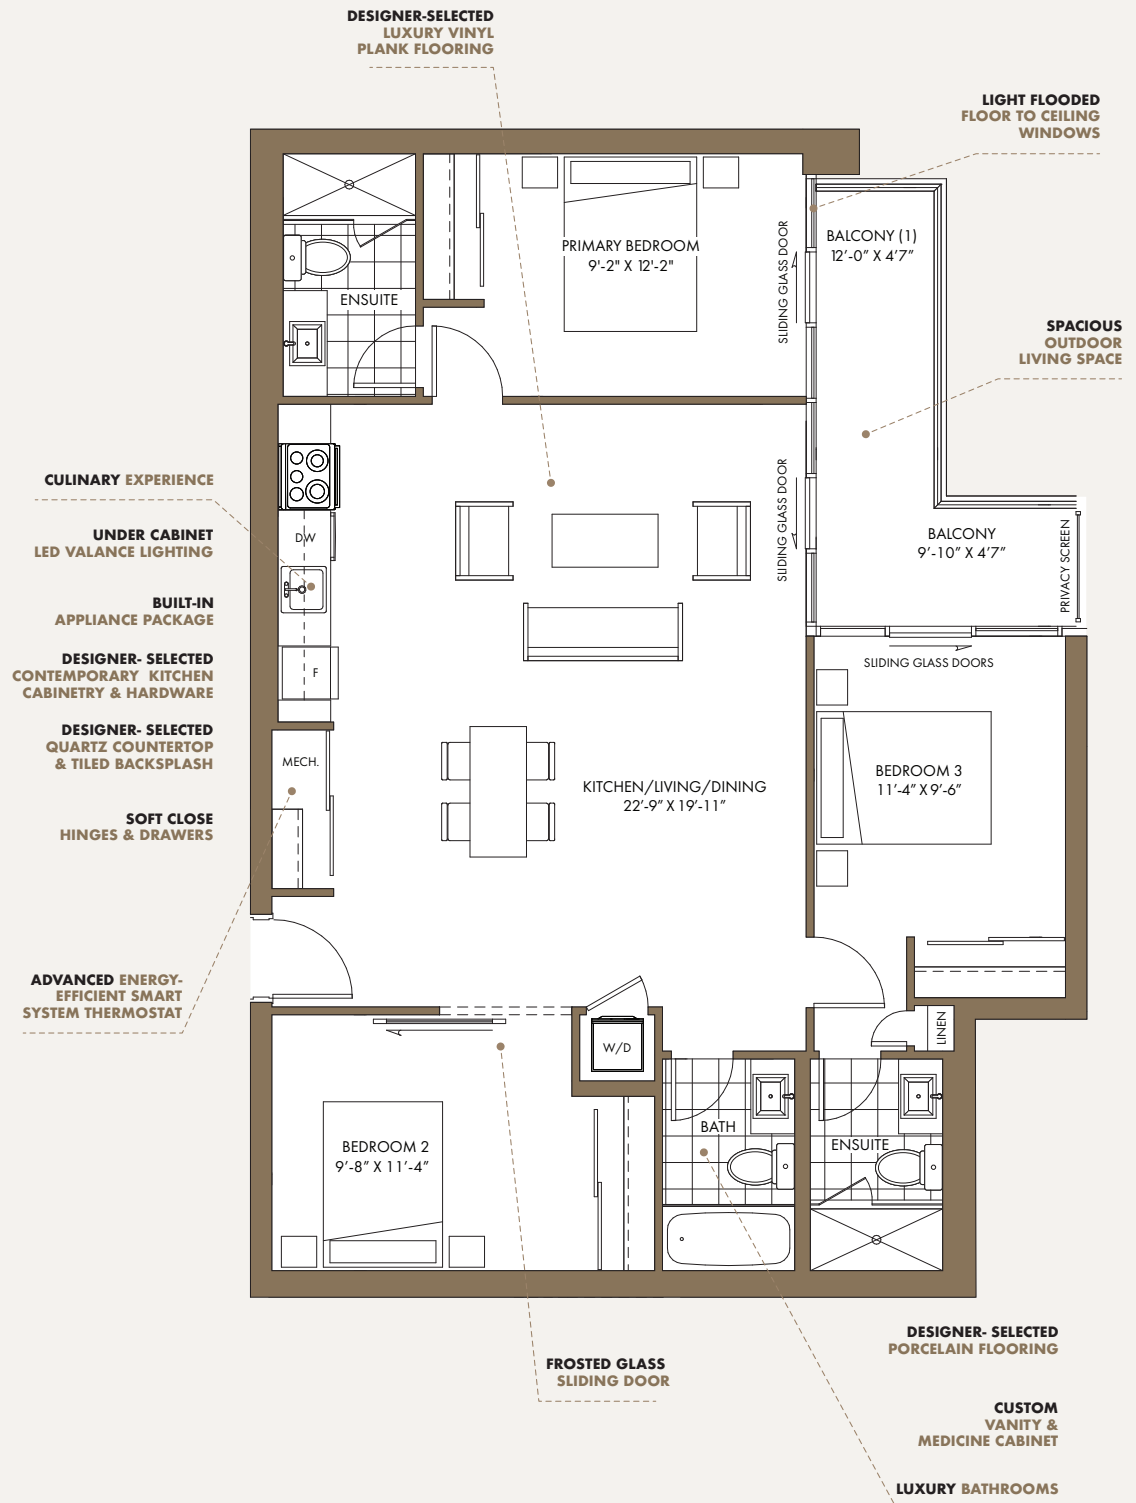 DESIGNER-SELECTED
LUXURY VINYL
PLANK FLOORING
LIGHT FLOODED
FLOOR TO CEILING
WINDOWS
PRIMARY BEDROOM
9'-2" X 12'-2"
SLIDING GLASS DOOR
BALCONY (1)
12'-0" X 4'7"
ENSUITE
SPACIOUS
OUTDOOR
LIVING SPACE
CULINARY EXPERIENCE
UNDER CABINET
LED VALANCE LIGHTING
BUILT-IN
APPLIANCE PACKAGE
DESIGNER- SELECTED
CONTEMPORARY KITCHEN
CABINETRY & HARDWARE
DESIGNER- SELECTED
QUARTZ COUNTERTOP
& TILED BACKSPLASH
SOFT CLOSE
HINGES & DRAWERS
DW
F
MECH.
SLIDING GLASS DOOR
BALCONY
9'-10" X 4'7"
PRIVACY SCREEN
SLIDING GLASS DOORS
KITCHEN/LIVING/DINING
22'-9" X 19'-11"
BEDROOM 3
11'-4" X 9'-6"
ADVANCED ENERGY-
EFFICIENT SMART
SYSTEM THERMOSTAT
LINEN
W/D
BATH
ENSUITE
BEDROOM 2
9'-8" X 11'-4"
FROSTED GLASS
SLIDING DOOR
DESIGNER- SELECTED
PORCELAIN FLOORING
CUSTOM
VANITY &
MEDICINE CABINET
LUXURY BATHROOMS